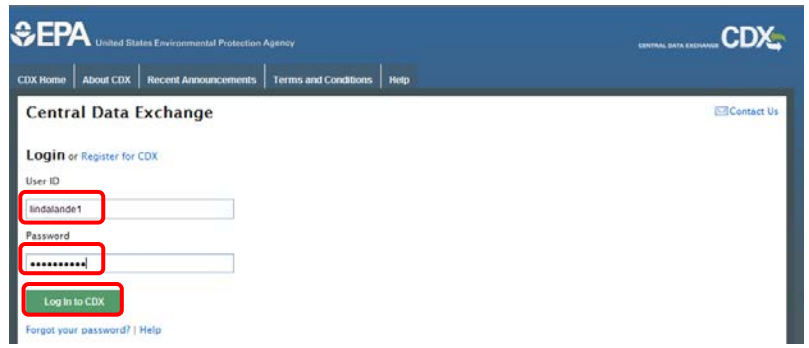 EPA United States Environmental Protection Agency
CENTRAL DATA EXCHANGE CDX
CDX Home About CDX Recent Announcements Terms and Conditions Help
Central Data Exchange
Contact Us
Login or Register for CDX
User ID
lindalande1
Password
••••••••••
Log In to CDX
Forgot your password? | Help